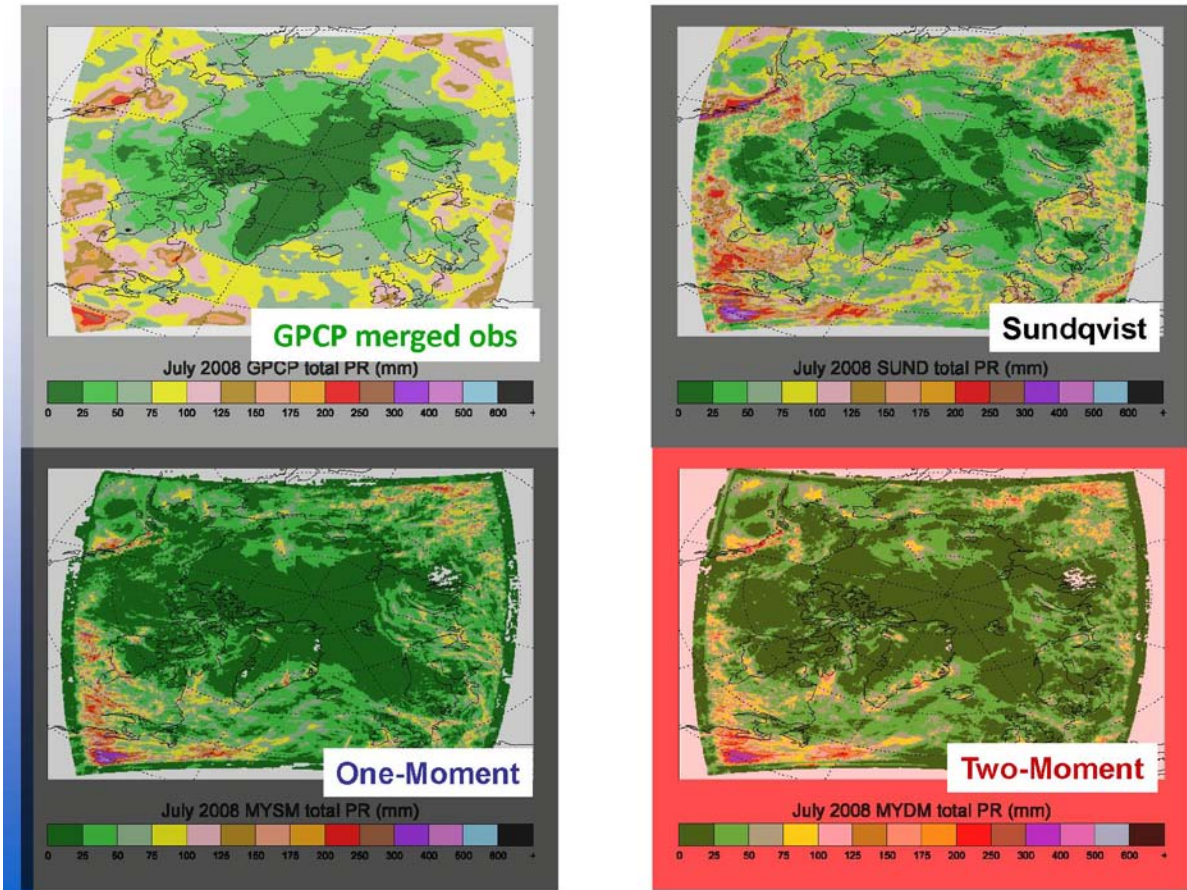 GPCP merged obs
July 2008 GPCP total PR (mm)
0 25 50 75 100 125 150 175 200 250 300 400 500 600 +
Sundqvist
July 2008 SUND total PR (mm)
0 25 50 75 100 125 150 175 200 250 300 400 500 600 +
One-Moment
July 2008 MYSM total PR (mm)
0 25 50 75 100 125 150 175 200 250 300 400 500 600 +
Two-Moment
July 2008 MYDM total PR (mm)
0 25 50 75 100 125 150 175 200 250 300 400 600 +